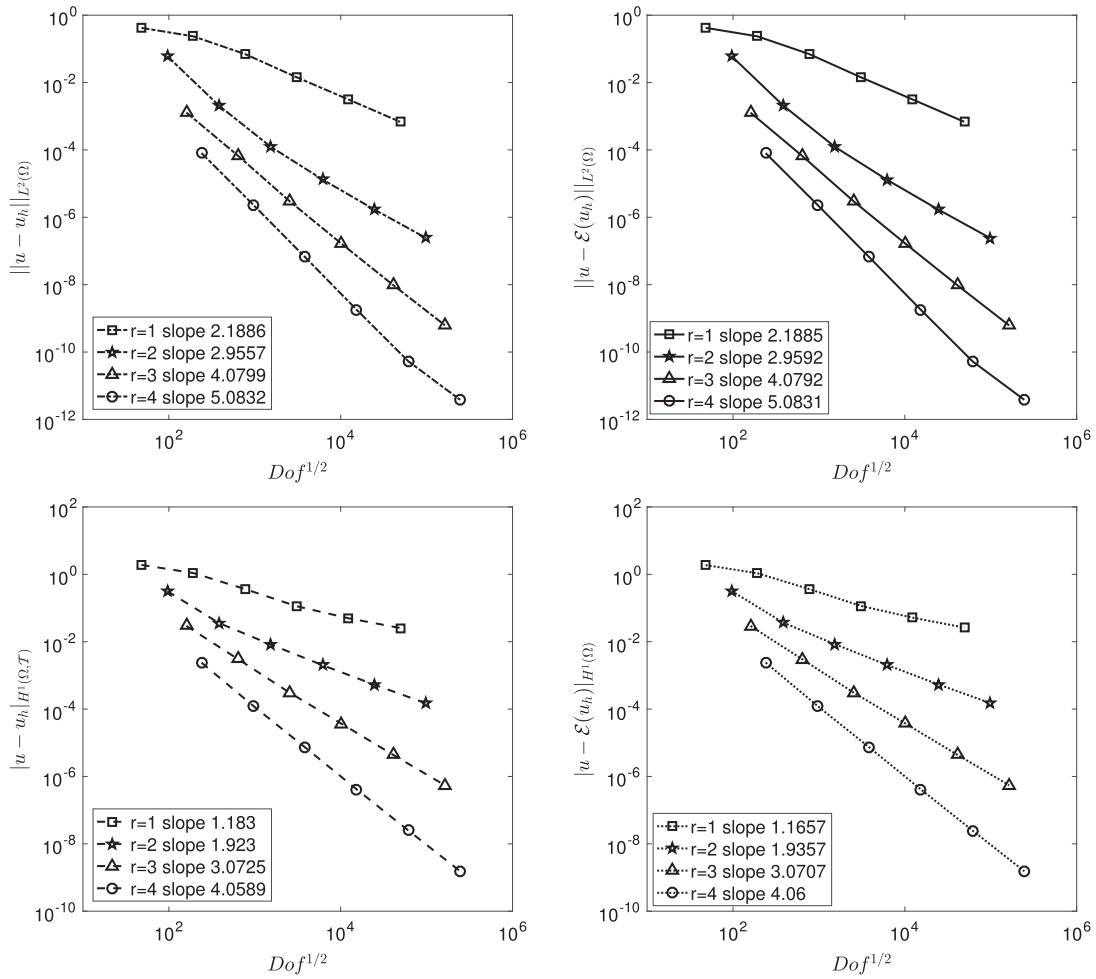 10^0
10^-2
10^-4
10^-6
10^-8
10^-10
10^-12
||u − u_h||_{L^2(Ω)}
r=1 slope 2.1886
r=2 slope 2.9557
r=3 slope 4.0799
r=4 slope 5.0832
10^2
10^4
10^6
Dof^{1/2}
10^0
10^-2
10^-4
10^-6
10^-8
10^-10
10^-12
||u − ℰ(u_h)||_{L^2(Ω)}
r=1 slope 2.1885
r=2 slope 2.9592
r=3 slope 4.0792
r=4 slope 5.0831
10^2
10^4
10^6
Dof^{1/2}
10^2
10^0
10^-2
10^-4
10^-6
10^-8
10^-10
|u − u_h|_{H^1(Ω,T)}
r=1 slope 1.183
r=2 slope 1.923
r=3 slope 3.0725
r=4 slope 4.0589
10^2
10^4
10^6
Dof^{1/2}
10^2
10^0
10^-2
10^-4
10^-6
10^-8
10^-10
|u − ℰ(u_h)|_{H^1(Ω)}
r=1 slope 1.1657
r=2 slope 1.9357
r=3 slope 3.0707
r=4 slope 4.06
10^2
10^4
10^6
Dof^{1/2}